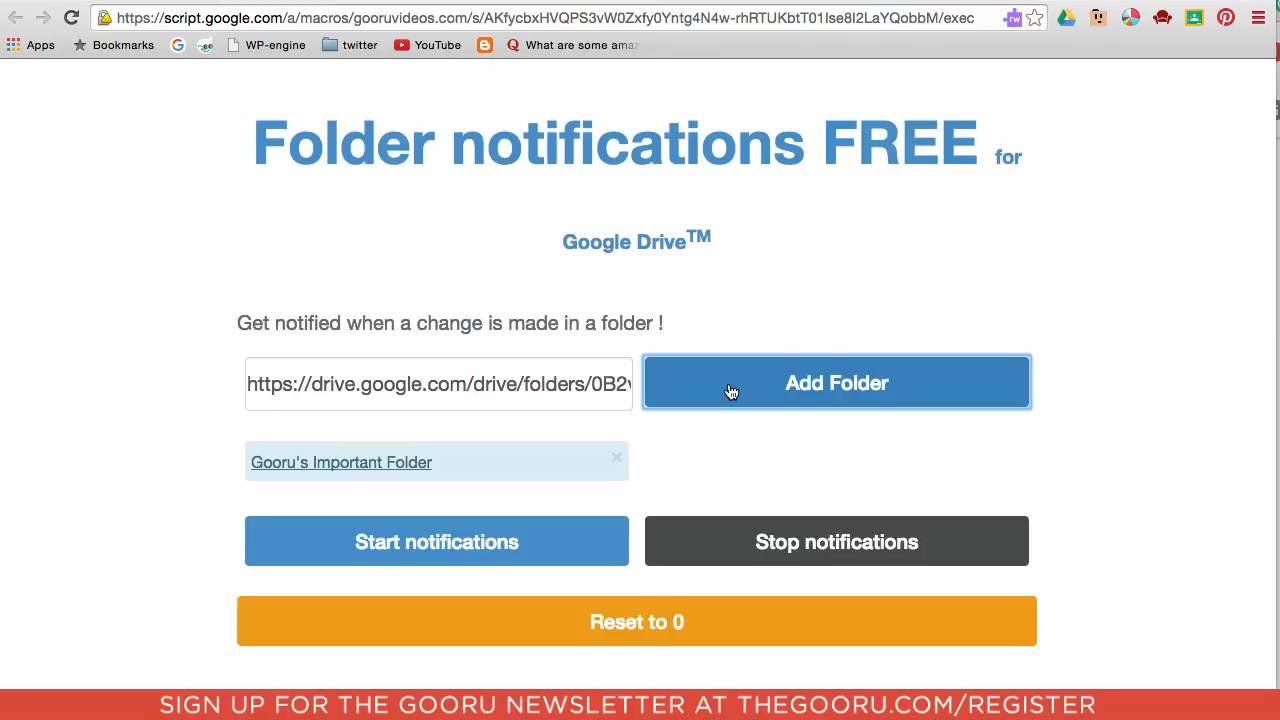 https://script.google.com/a/macros/gooruvideos.com/s/AKfycbxHVQPS3vW0Zxfy0Yntg4N4w-rhRTUKbtT01Ise8I2LaYQobbM/exec
Apps Bookmarks WP-engine twitter YouTube What are some ama
Folder notifications FREE for
Google Drive™
Get notified when a change is made in a folder !
https://drive.google.com/drive/folders/0B2
Add Folder
Gooru's Important Folder
Start notifications
Stop notifications
Reset to 0
SIGN UP FOR THE GOORU NEWSLETTER AT THEGOORU.COM/REGISTER